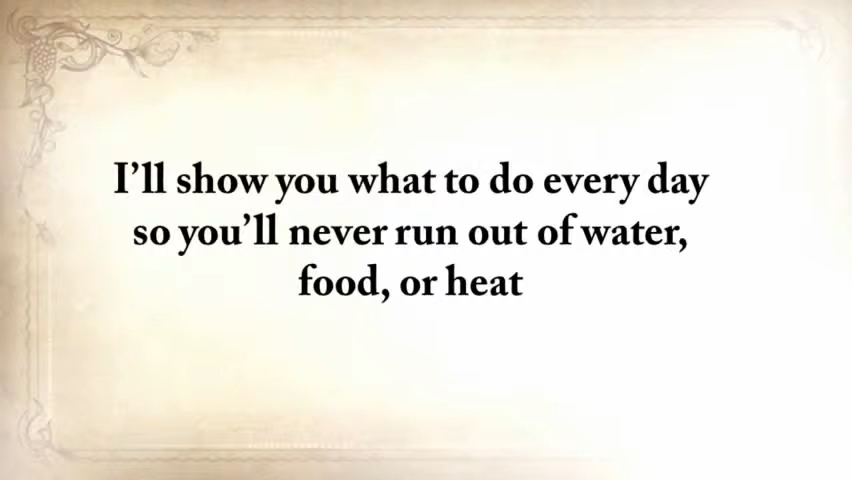 I’ll show you what to do every day
so you’ll never run out of water,
food, or heat